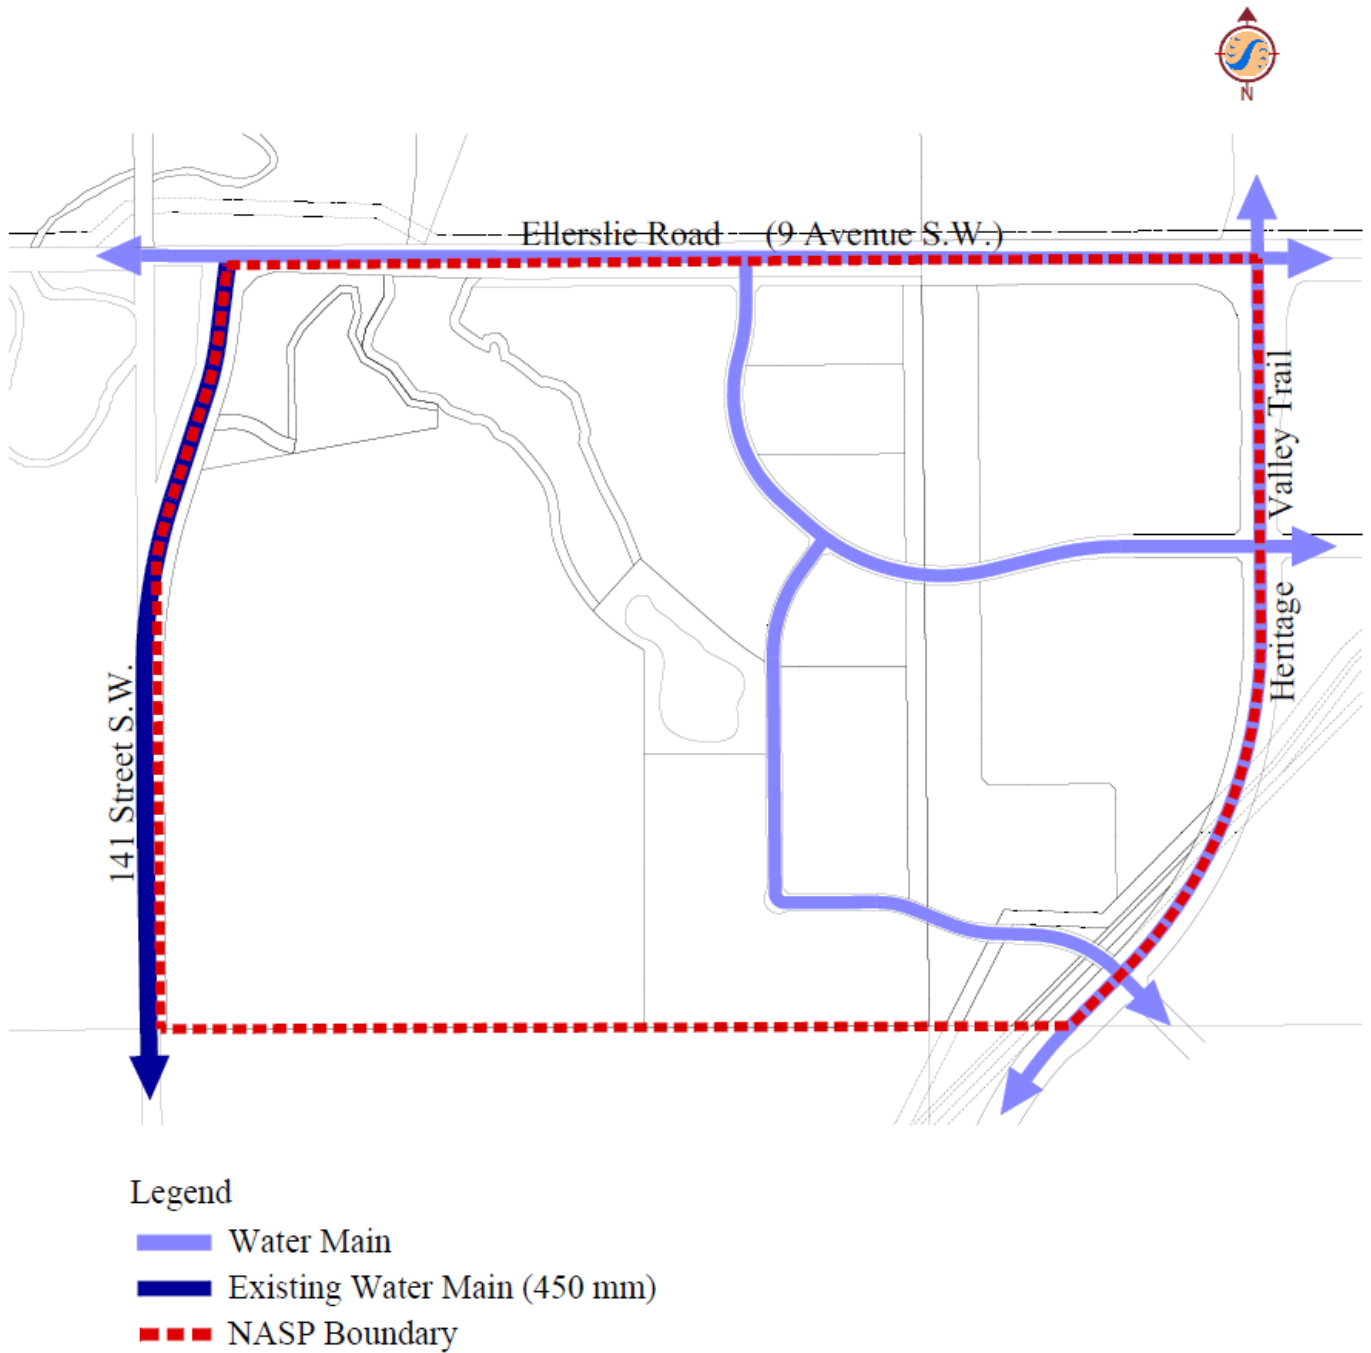 N
Ellerslie Road (9 Avenue S.W.)
Heritage Valley Trail
141 Street S.W.
Legend
Water Main
Existing Water Main (450 mm)
NASP Boundary